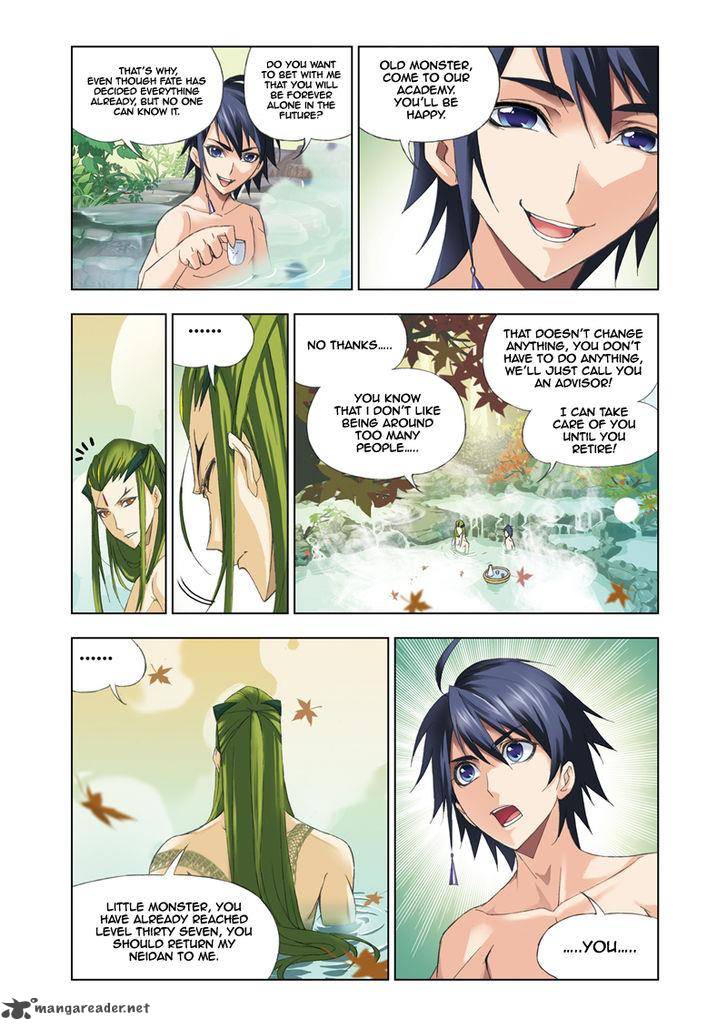 THAT'S WHY,
EVEN THOUGH FATE HAS
DECIDED EVERYTHING
ALREADY, BUT NO ONE
CAN KNOW IT.
DO YOU WANT
TO BET WITH ME
THAT YOU WILL
BE FOREVER
ALONE IN THE
FUTURE?
OLD MONSTER,
COME TO OUR
ACADEMY.
YOU'LL BE
HAPPY.
......
NO THANKS.....
YOU KNOW
THAT I DON'T LIKE
BEING AROUND
TOO MANY
PEOPLE.....
THAT DOESN'T CHANGE
ANYTHING, YOU DON'T
HAVE TO DO ANYTHING,
WE'LL JUST CALL YOU
AN ADVISOR!
I CAN TAKE
CARE OF YOU
UNTIL YOU
RETIRE!
......
LITTLE MONSTER, YOU
HAVE ALREADY REACHED
LEVEL THIRTY SEVEN, YOU
SHOULD RETURN MY
NEIDAN TO ME.
.....YOU.....
mangareader.net